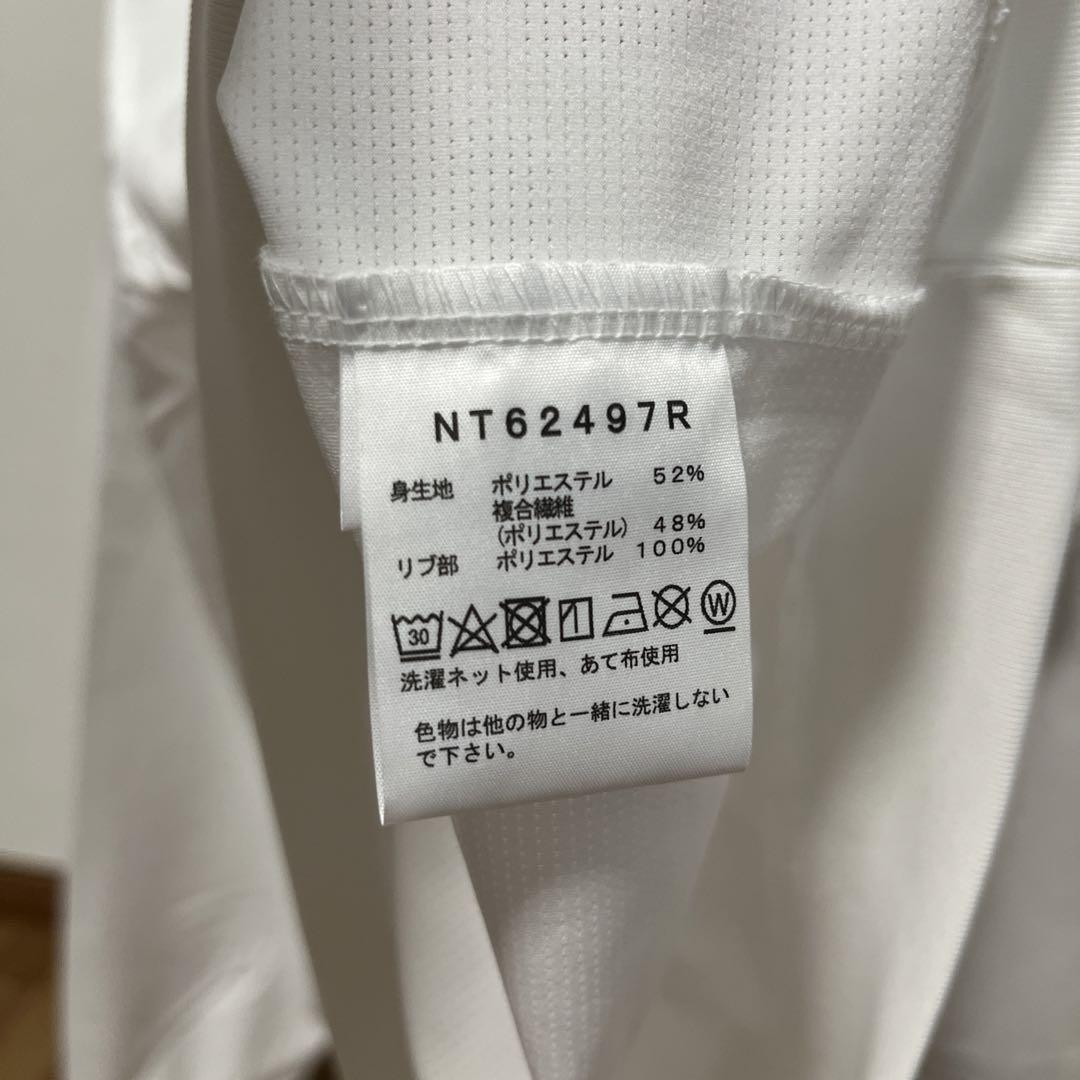 NT62497R
身生地 ポリエステル 52%
複合繊維
(ポリエステル) 48%
リブ部 ポリエステル 100%
30 W
洗濯ネット使用、あて布使用
色物は他の物と一緒に洗濯しない
で下さい。